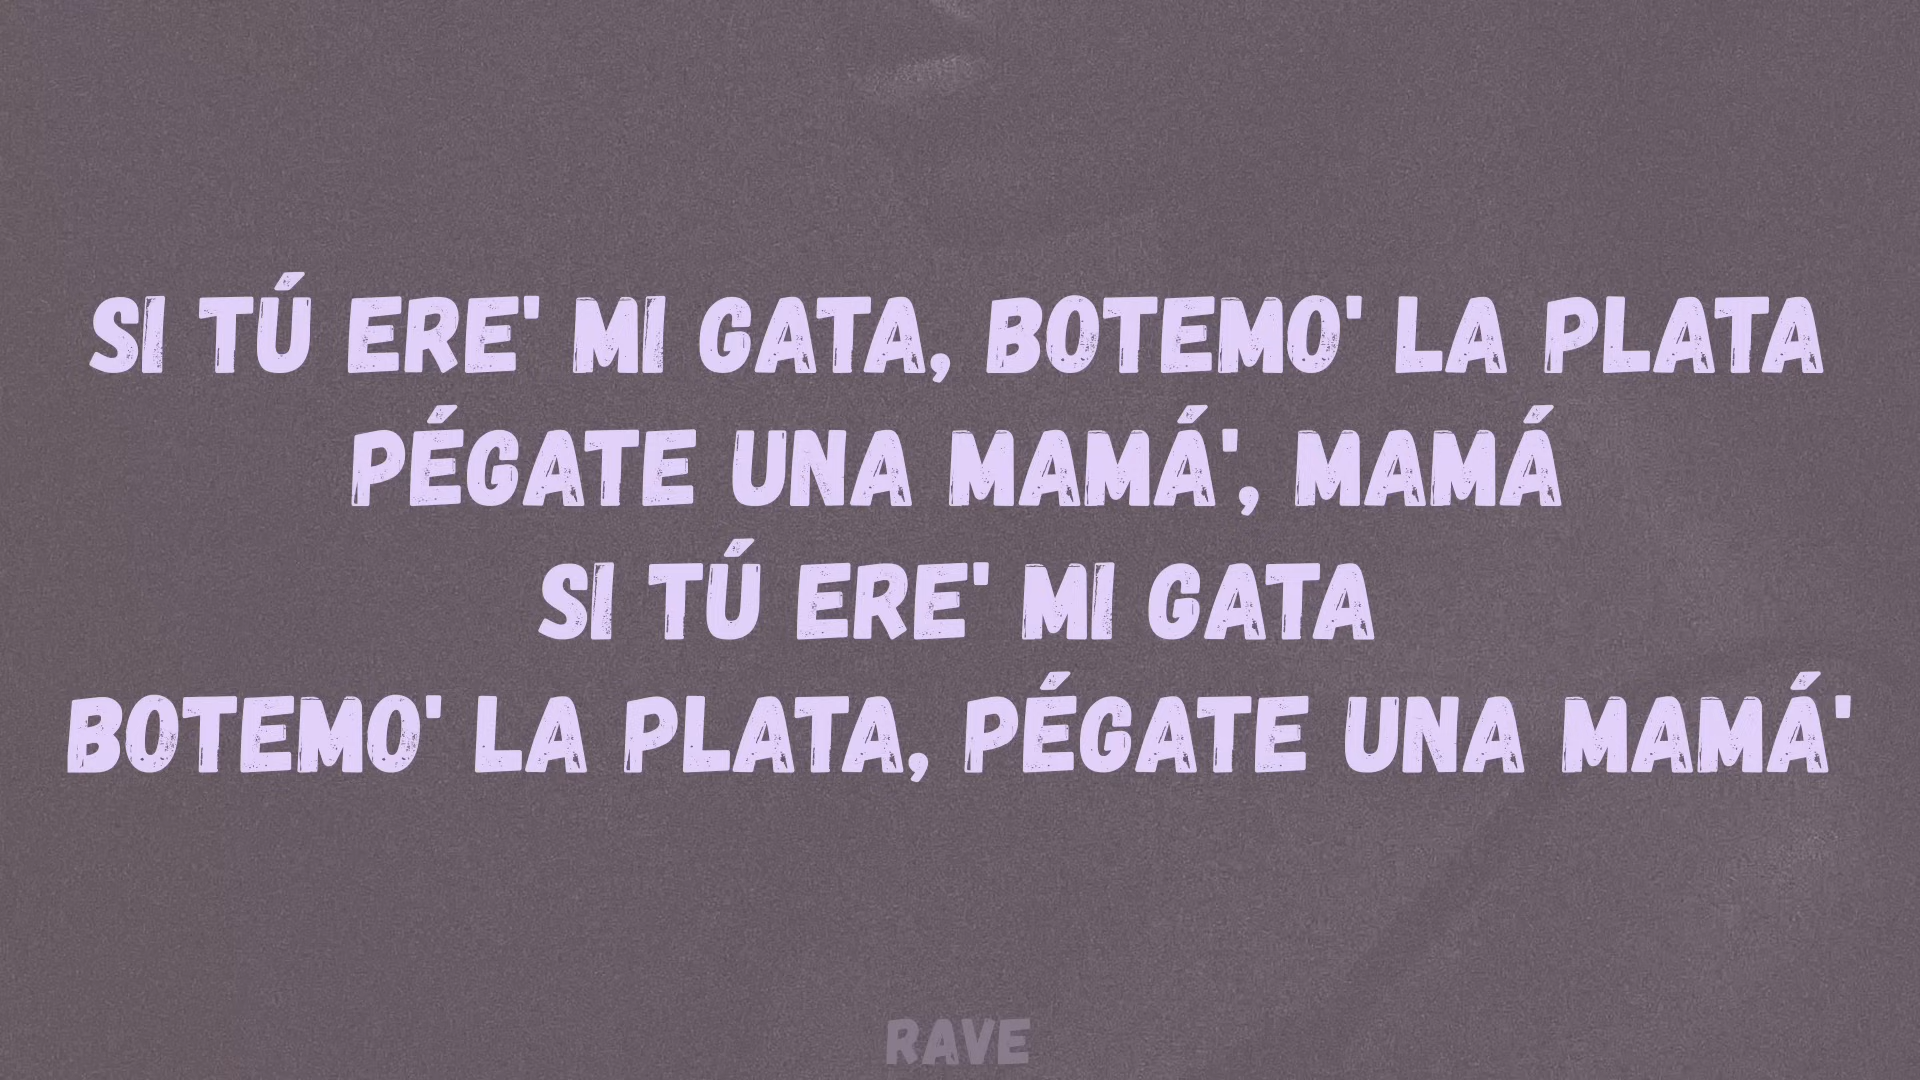 SI TÚ ERE' MI GATA, BOTEMO' LA PLATA
PÉGATE UNA MAMÁ', MAMÁ
SI TÚ ERE' MI GATA
BOTEMO' LA PLATA, PÉGATE UNA MAMÁ'
RAVE